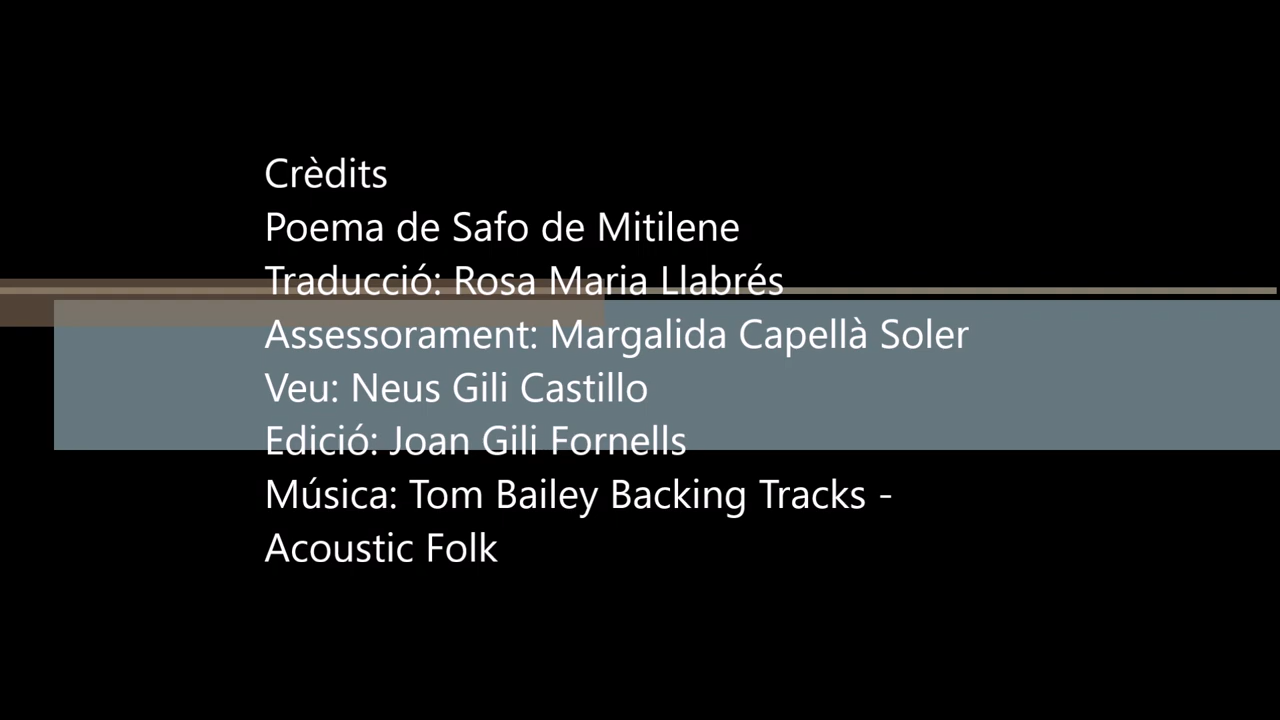 Crèdits
Poema de Safo de Mitilene
Traducció: Rosa Maria Llabrés
Assessorament: Margalida Capellà Soler
Veu: Neus Gili Castillo
Edició: Joan Gili Fornells
Música: Tom Bailey Backing Tracks -
Acoustic Folk